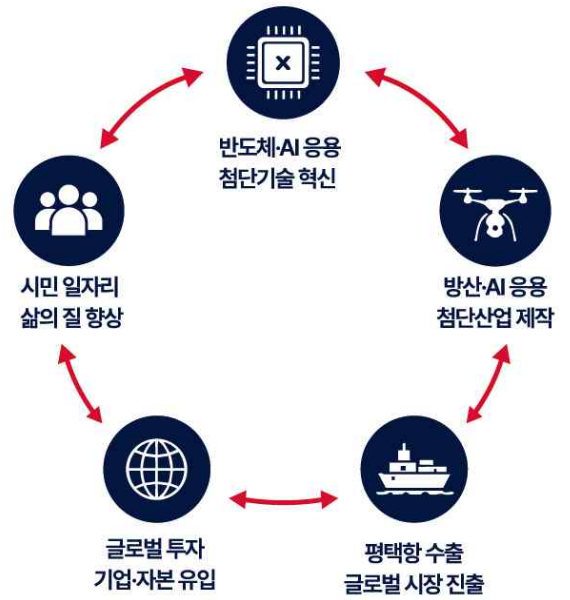 X
반도체·AI 응용
첨단기술 혁신
시민 일자리
삶의 질 향상
방산·AI 응용
첨단산업 제작
글로벌 투자
기업·자본 유입
평택항 수출
글로벌 시장 진출